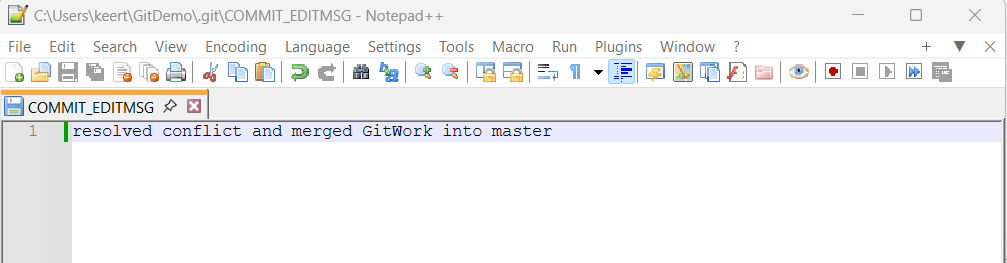 C:\Users\keert\GitDemo\.git\COMMIT_EDITMSG - Notepad++
File Edit Search View Encoding Language Settings Tools Macro Run Plugins Window ?
COMMIT_EDITMSG
1 resolved conflict and merged GitWork into master